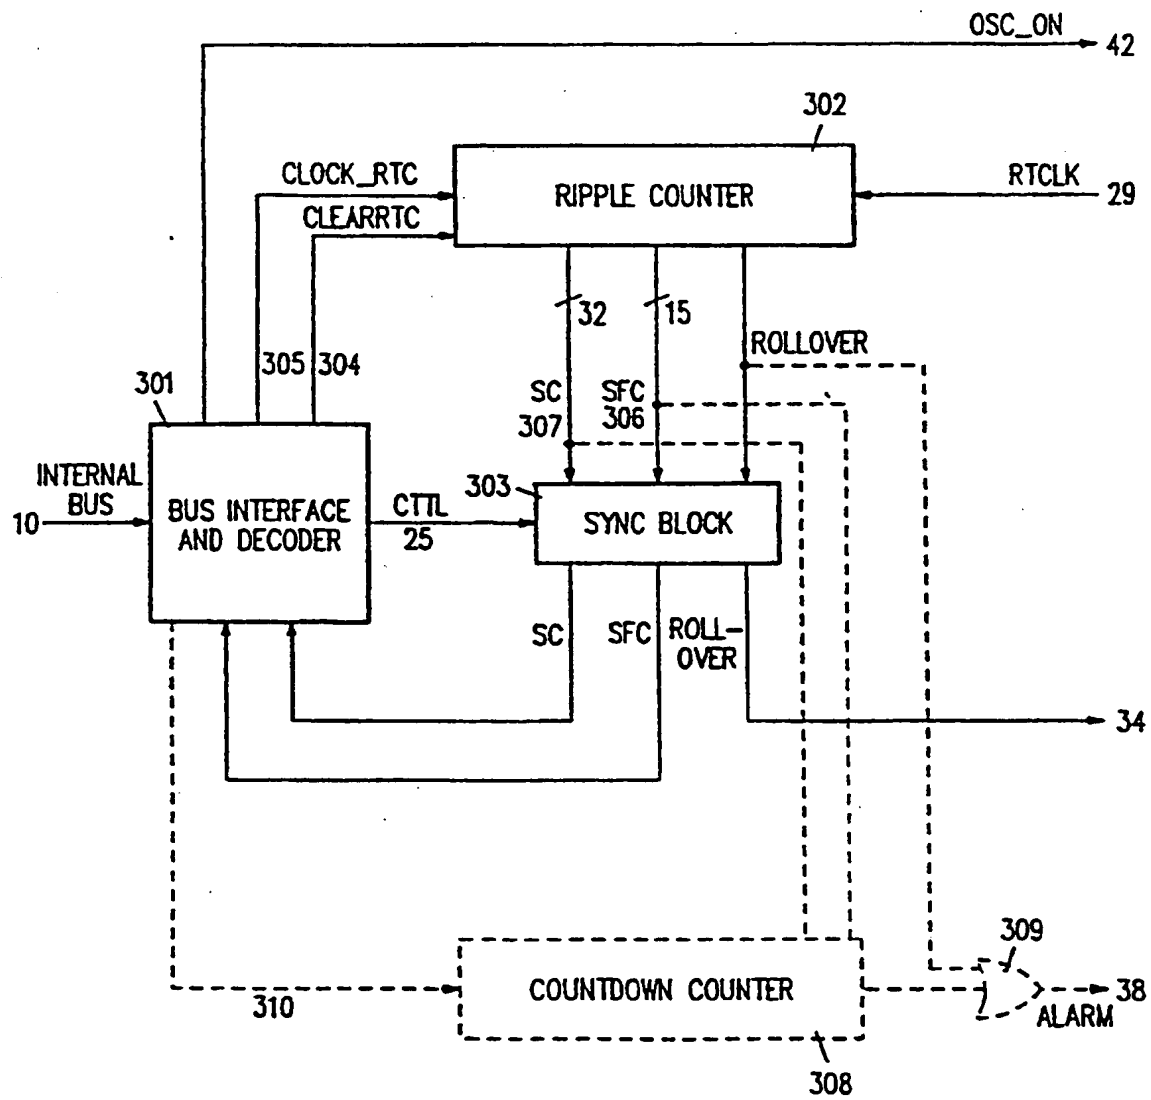 OSC_ON
42
302
CLOCK_RTC
RIPPLE COUNTER
RTCLK
29
CLEARRTC
32
15
305
304
ROLLOVER
301
SC
307
SFC
306
INTERNAL
BUS
10
BUS INTERFACE
AND DECODER
CTTL
25
303
SYNC BLOCK
SC
SFC
ROLL-
OVER
34
309
COUNTDOWN COUNTER
310
38
ALARM
308